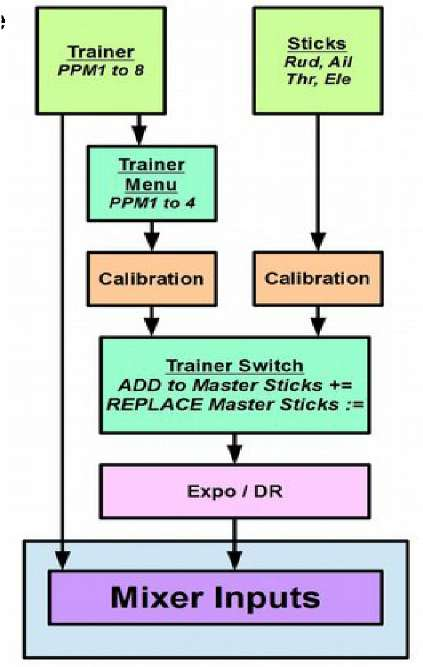 e
Trainer
PPM1 to 8
Sticks
Rud, Ail
Thr, Ele
Trainer
Menu
PPM1 to 4
Calibration
Calibration
Trainer Switch
ADD to Master Sticks +=
REPLACE Master Sticks :=
Expo / DR
Mixer Inputs